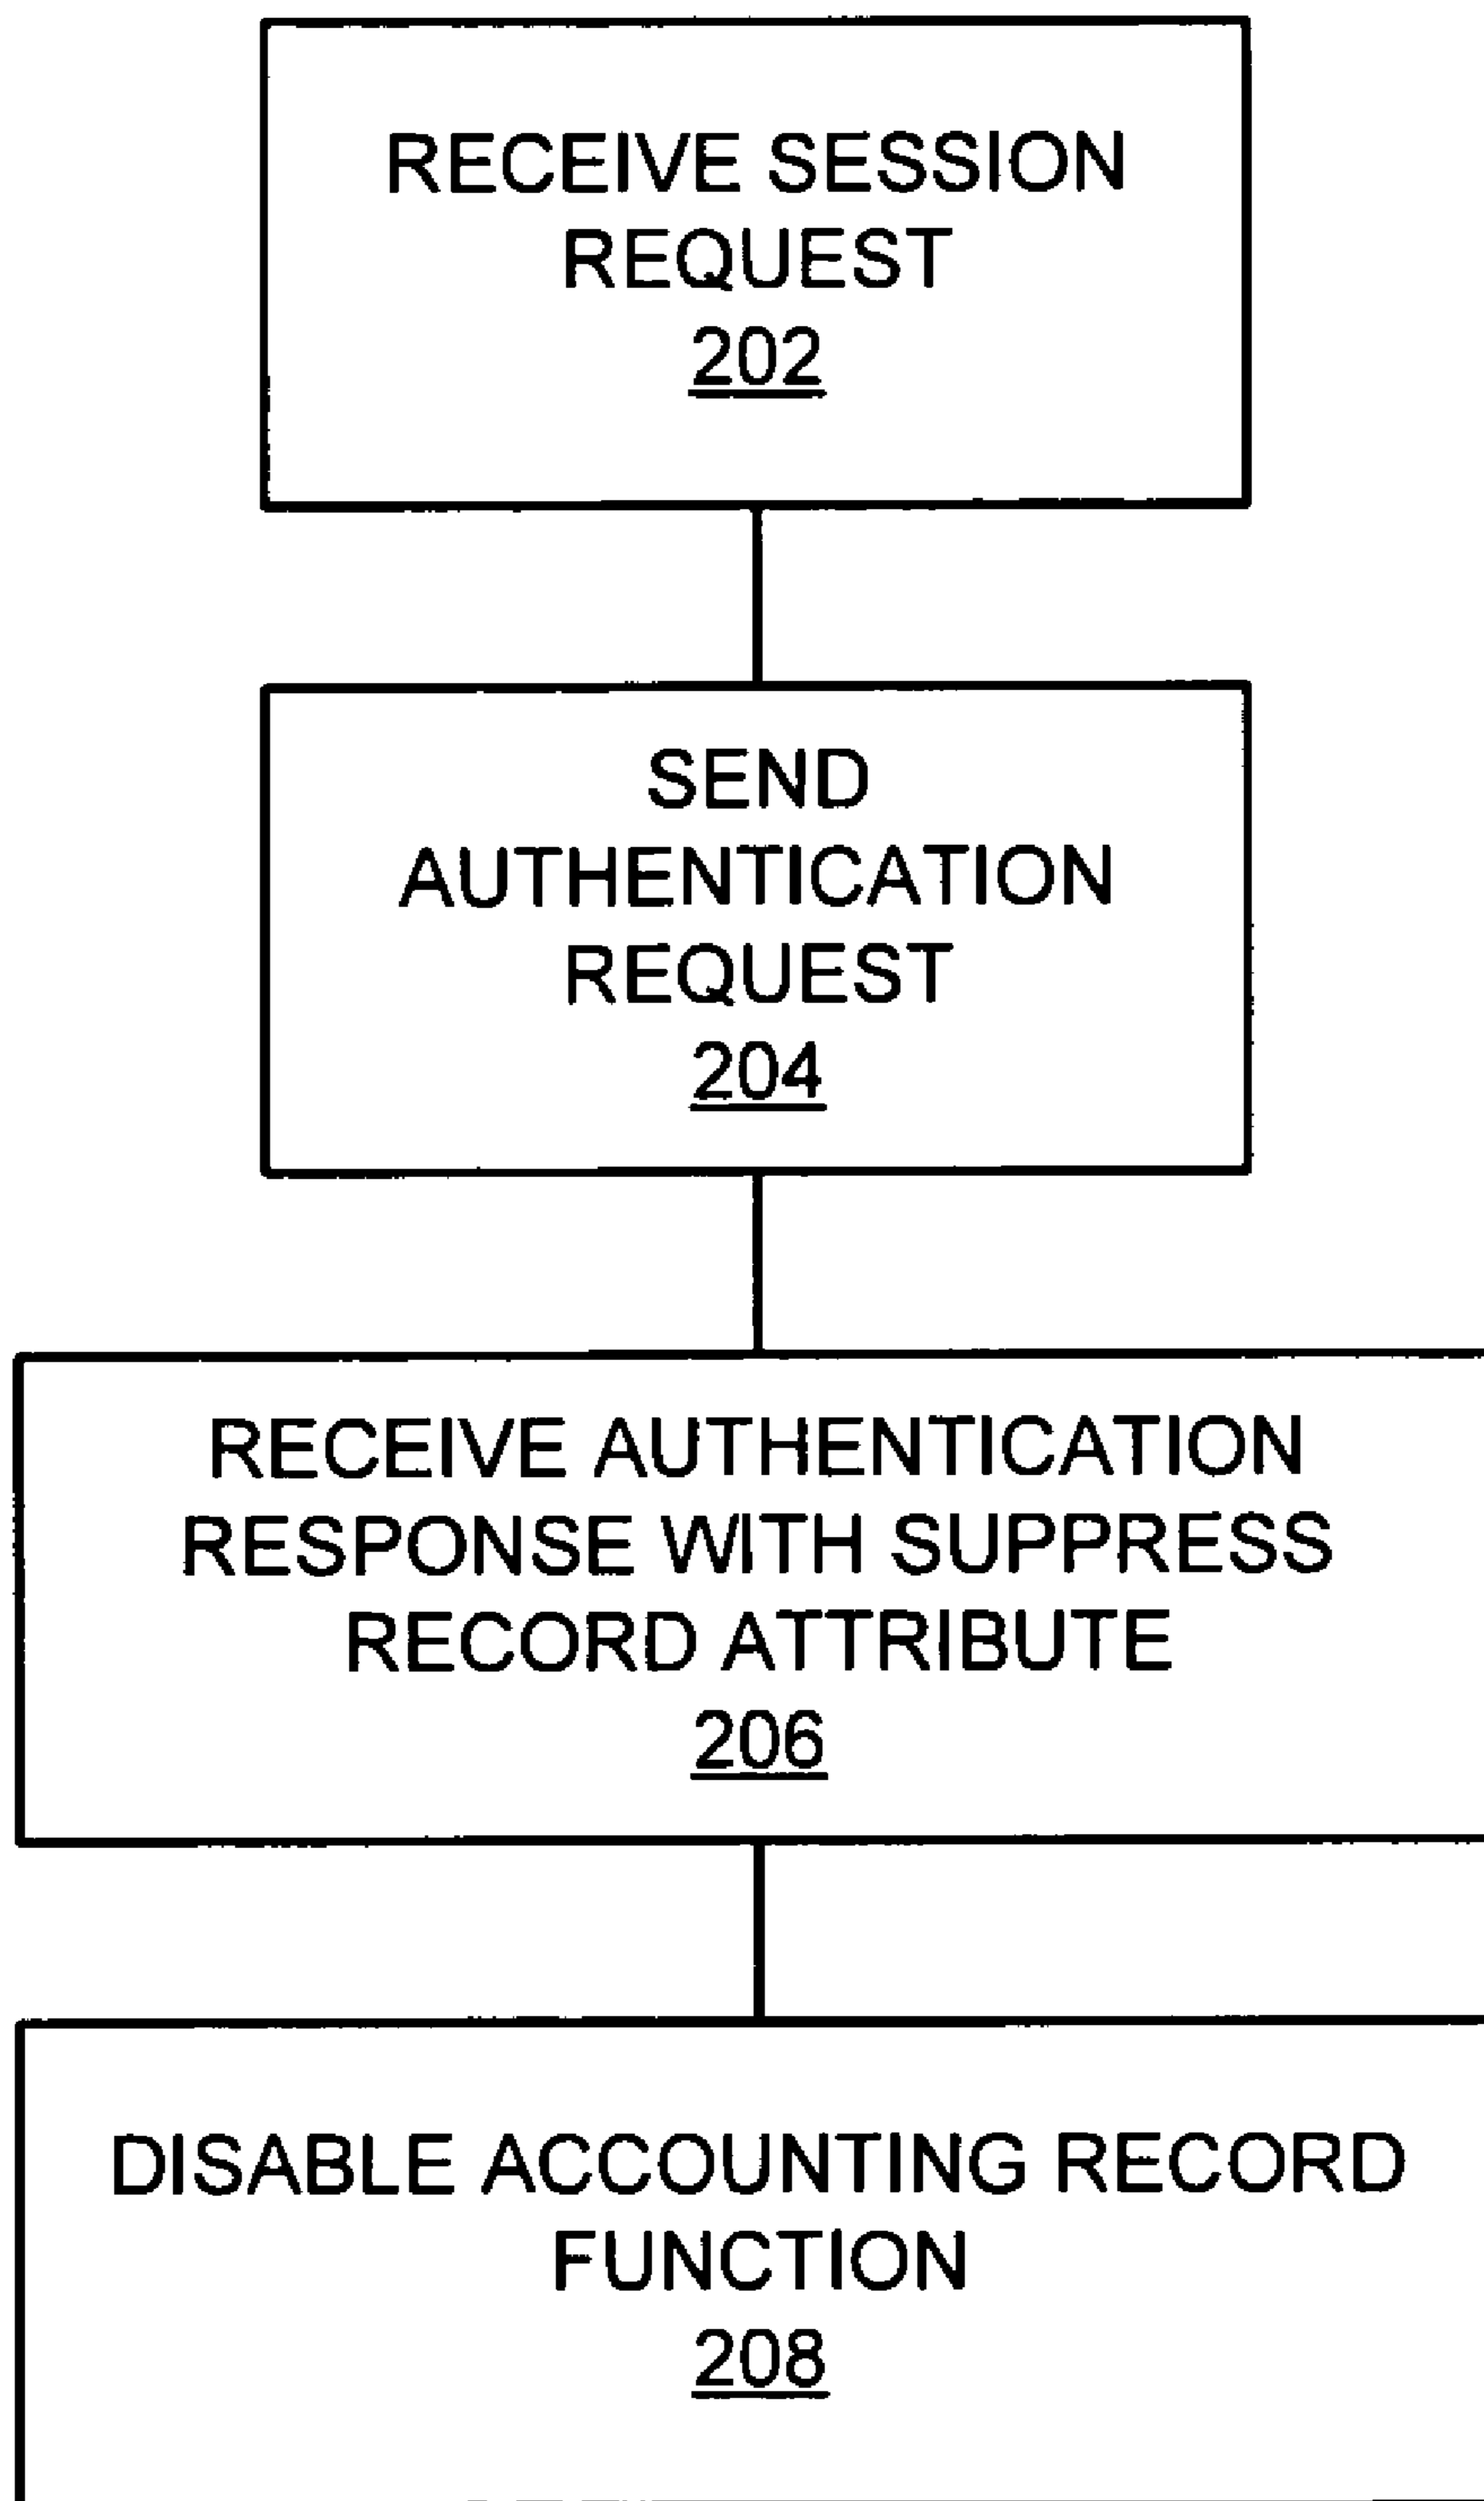 RECEIVE SESSION
REQUEST
202
SEND
AUTHENTICATION
REQUEST
204
RECEIVE AUTHENTICATION
RESPONSE WITH SUPPRESS
RECORD ATTRIBUTE
206
DISABLE ACCOUNTING RECORD
FUNCTION
208